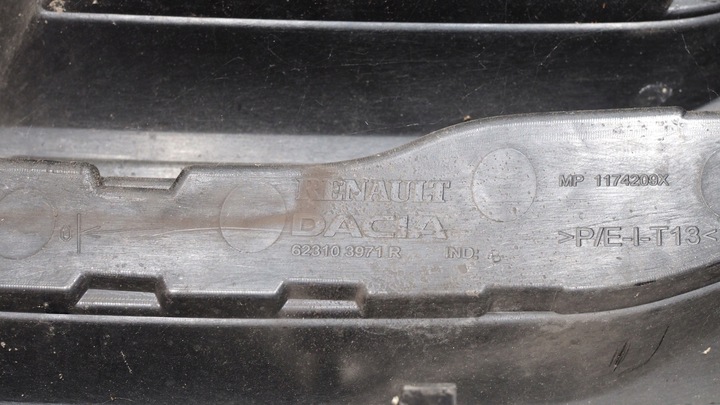 RENAULT
DACIA
62310 3971 R IND:
MP 1174209X
>P/E-I-T13<